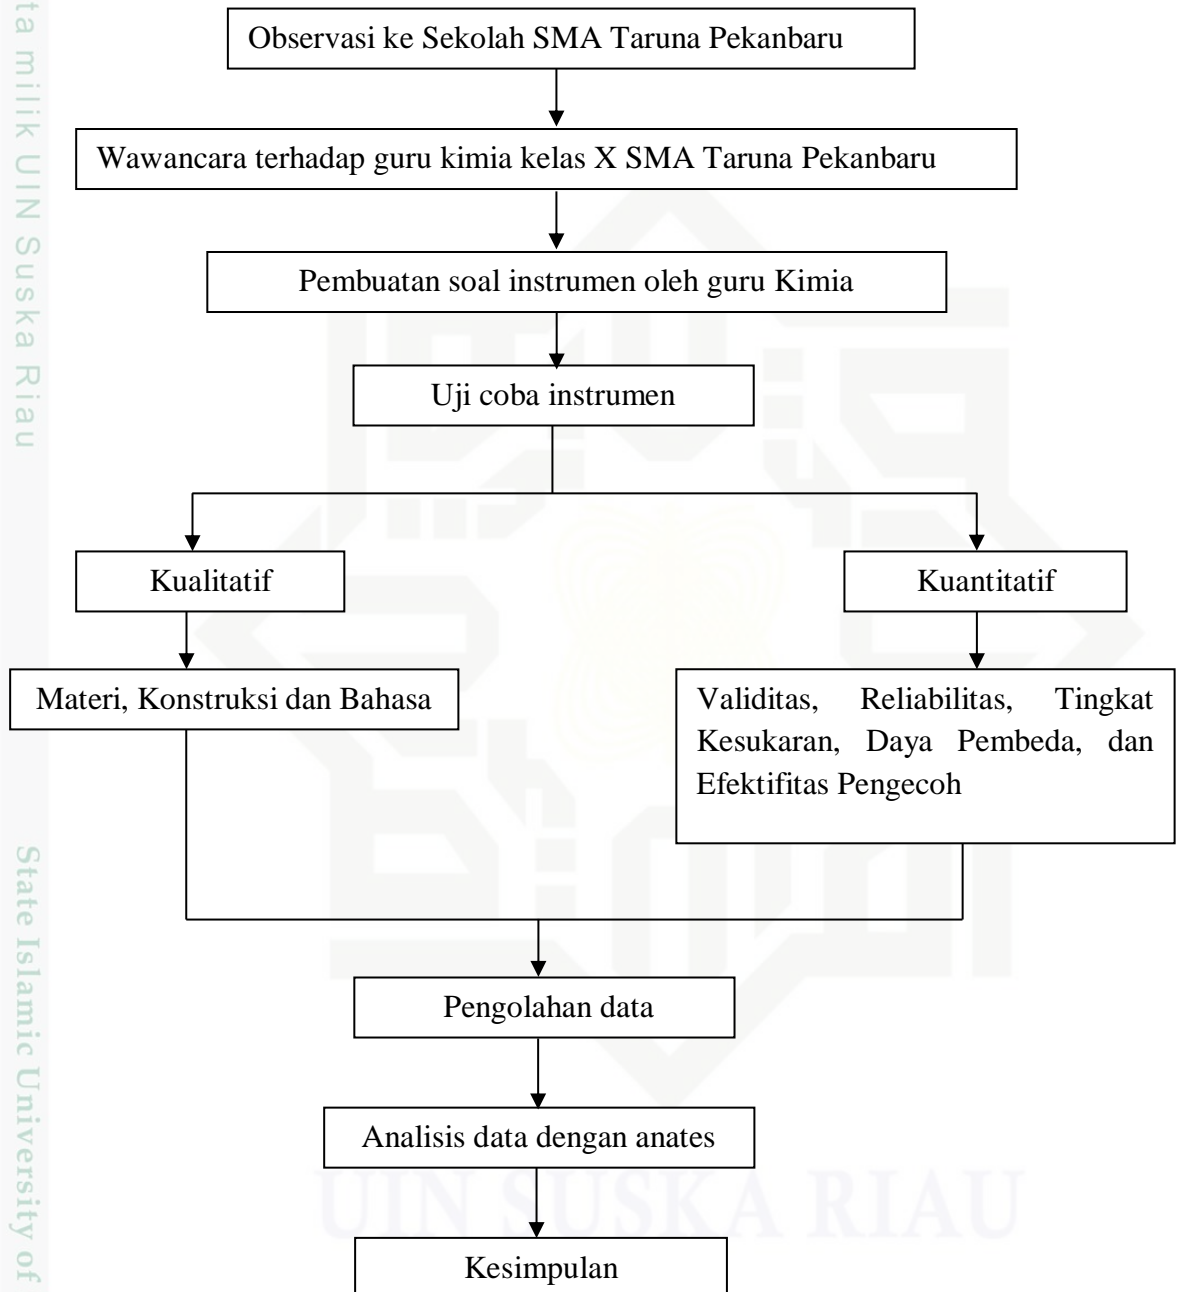 Observasi ke Sekolah SMA Taruna Pekanbaru
Wawancara terhadap guru kimia kelas X SMA Taruna Pekanbaru
Pembuatan soal instrumen oleh guru Kimia
Uji coba instrumen
Kualitatif
Kuantitatif
Materi, Konstruksi dan Bahasa
Validitas, Reliabilitas, Tingkat
Kesukaran, Daya Pembeda, dan
Efektifitas Pengecoh
Pengolahan data
Analisis data dengan anates
Kesimpulan
ta milik UIN Suska Riau
State Islamic University of
UIN SUSKA RIAU